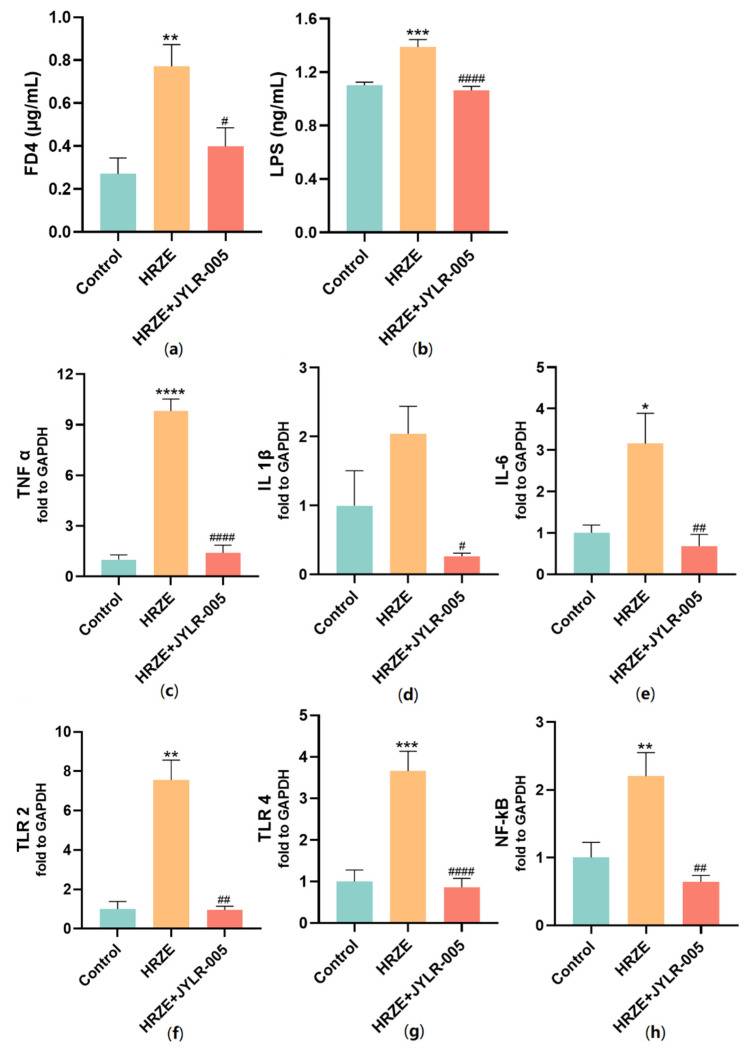 FD4 (μg/mL)
1.0
0.8
0.6
0.4
0.2
0.0
**
#
Control
HRZE
HRZE+JYLR-005
(a)
LPS (ng/mL)
1.6
1.2
0.8
0.4
0.0
***
####
Control
HRZE
HRZE+JYLR-005
(b)
TNF α
fold to GAPDH
12
9
6
3
0
****
####
Control
HRZE
HRZE+JYLR-005
(c)
IL 1β
fold to GAPDH
3
2
1
0
#
Control
HRZE
HRZE+JYLR-005
(d)
IL-6
fold to GAPDH
5
4
3
2
1
0
*
##
Control
HRZE
HRZE+JYLR-005
(e)
TLR 2
fold to GAPDH
10
8
6
4
2
0
**
##
Control
HRZE
HRZE+JYLR-005
(f)
TLR 4
fold to GAPDH
5
4
3
2
1
0
***
####
Control
HRZE
HRZE+JYLR-005
(g)
NF-kB
fold to GAPDH
3
2
1
0
**
##
Control
HRZE
HRZE+JYLR-005
(h)